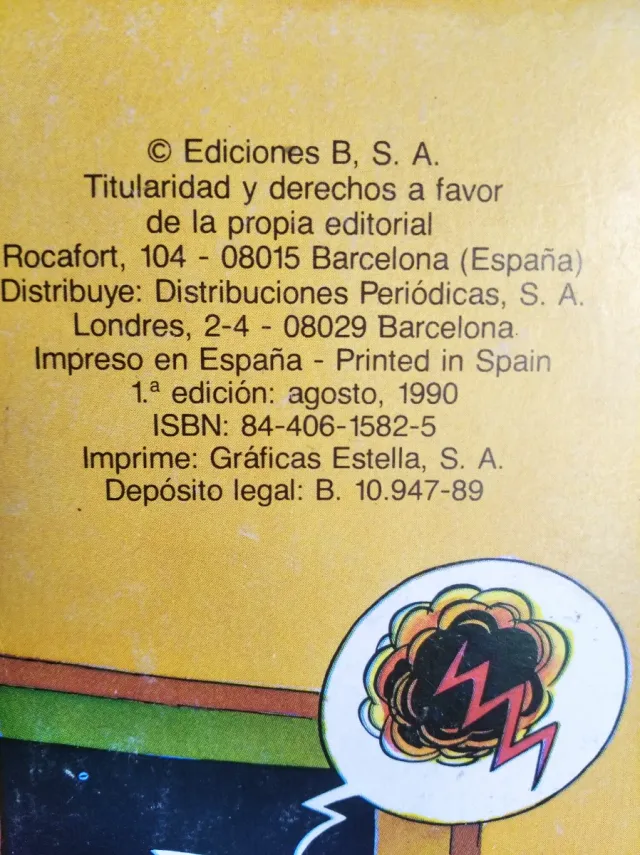 © Ediciones B, S. A.
Titularidad y derechos a favor
de la propia editorial
Rocafort, 104 - 08015 Barcelona (España)
Distribuye: Distribuciones Periódicas, S. A.
Londres, 2-4 - 08029 Barcelona
Impreso en España - Printed in Spain
1.ª edición: agosto, 1990
ISBN: 84-406-1582-5
Imprime: Gráficas Estella, S. A.
Depósito legal: B. 10.947-89